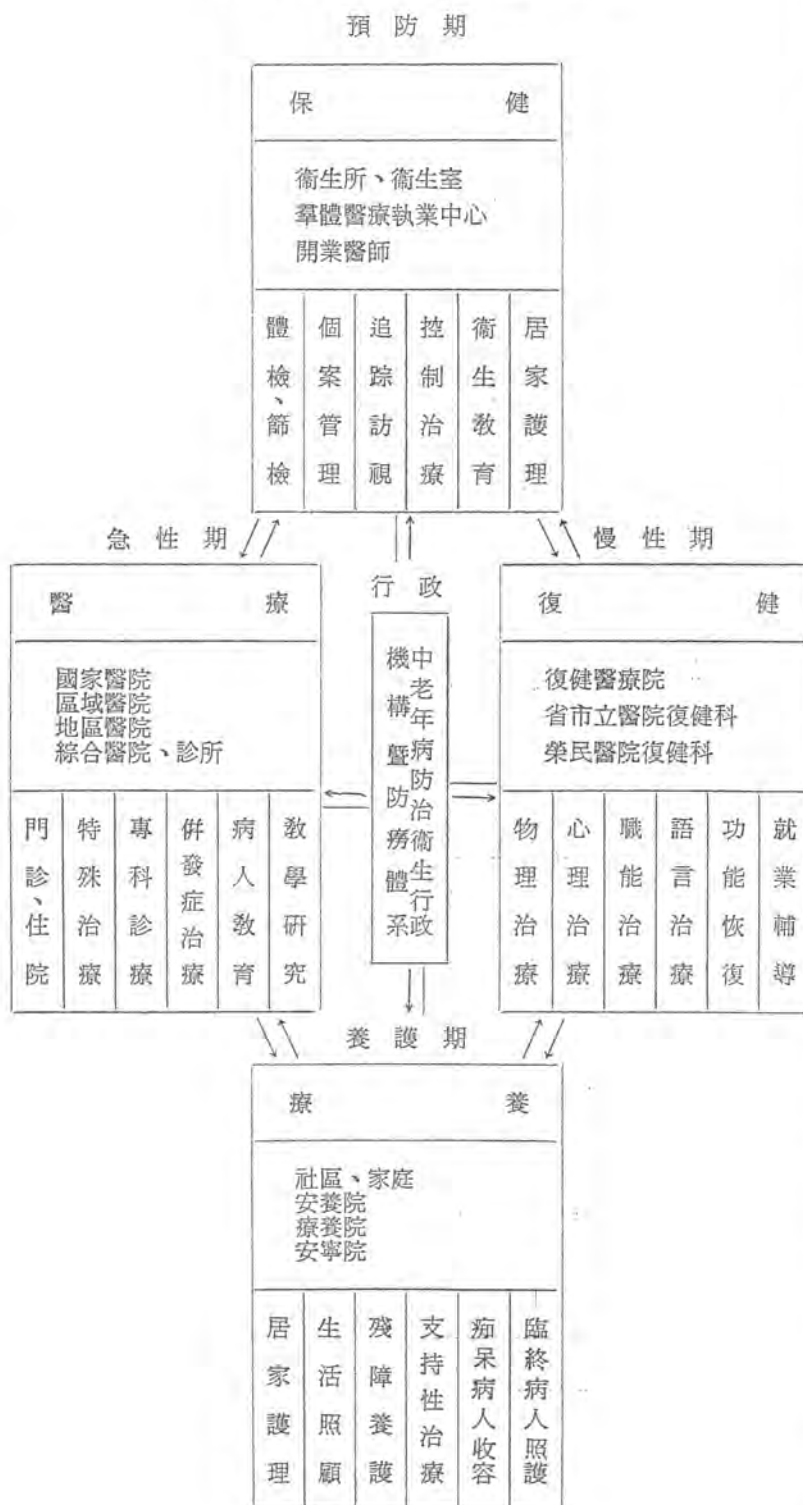 預防期
保健
衞生所、衞生室
羣體醫療執業中心
開業醫師
體檢、篩檢
個案管理
追踪訪視
控制治療
衞生教育
居家護理
急性期
慢性期
醫療
國家醫院
區域醫院
地區醫院
綜合醫院、診所
門診、住院
特殊治療
專科診療
併發症治療
病人教育
教學研究
行政
中老年病防治衞生行政
機構暨防癆體系
復健
復健醫療院
省市立醫院復健科
榮民醫院復健科
物理治療
心理治療
職能治療
語言治療
功能恢復
就業輔導
養護期
療養
社區、家庭
安養院
療養院
安寧院
居家護理
生活照顧
殘障養護
支持性治療
痴呆病人收容
臨終病人照護